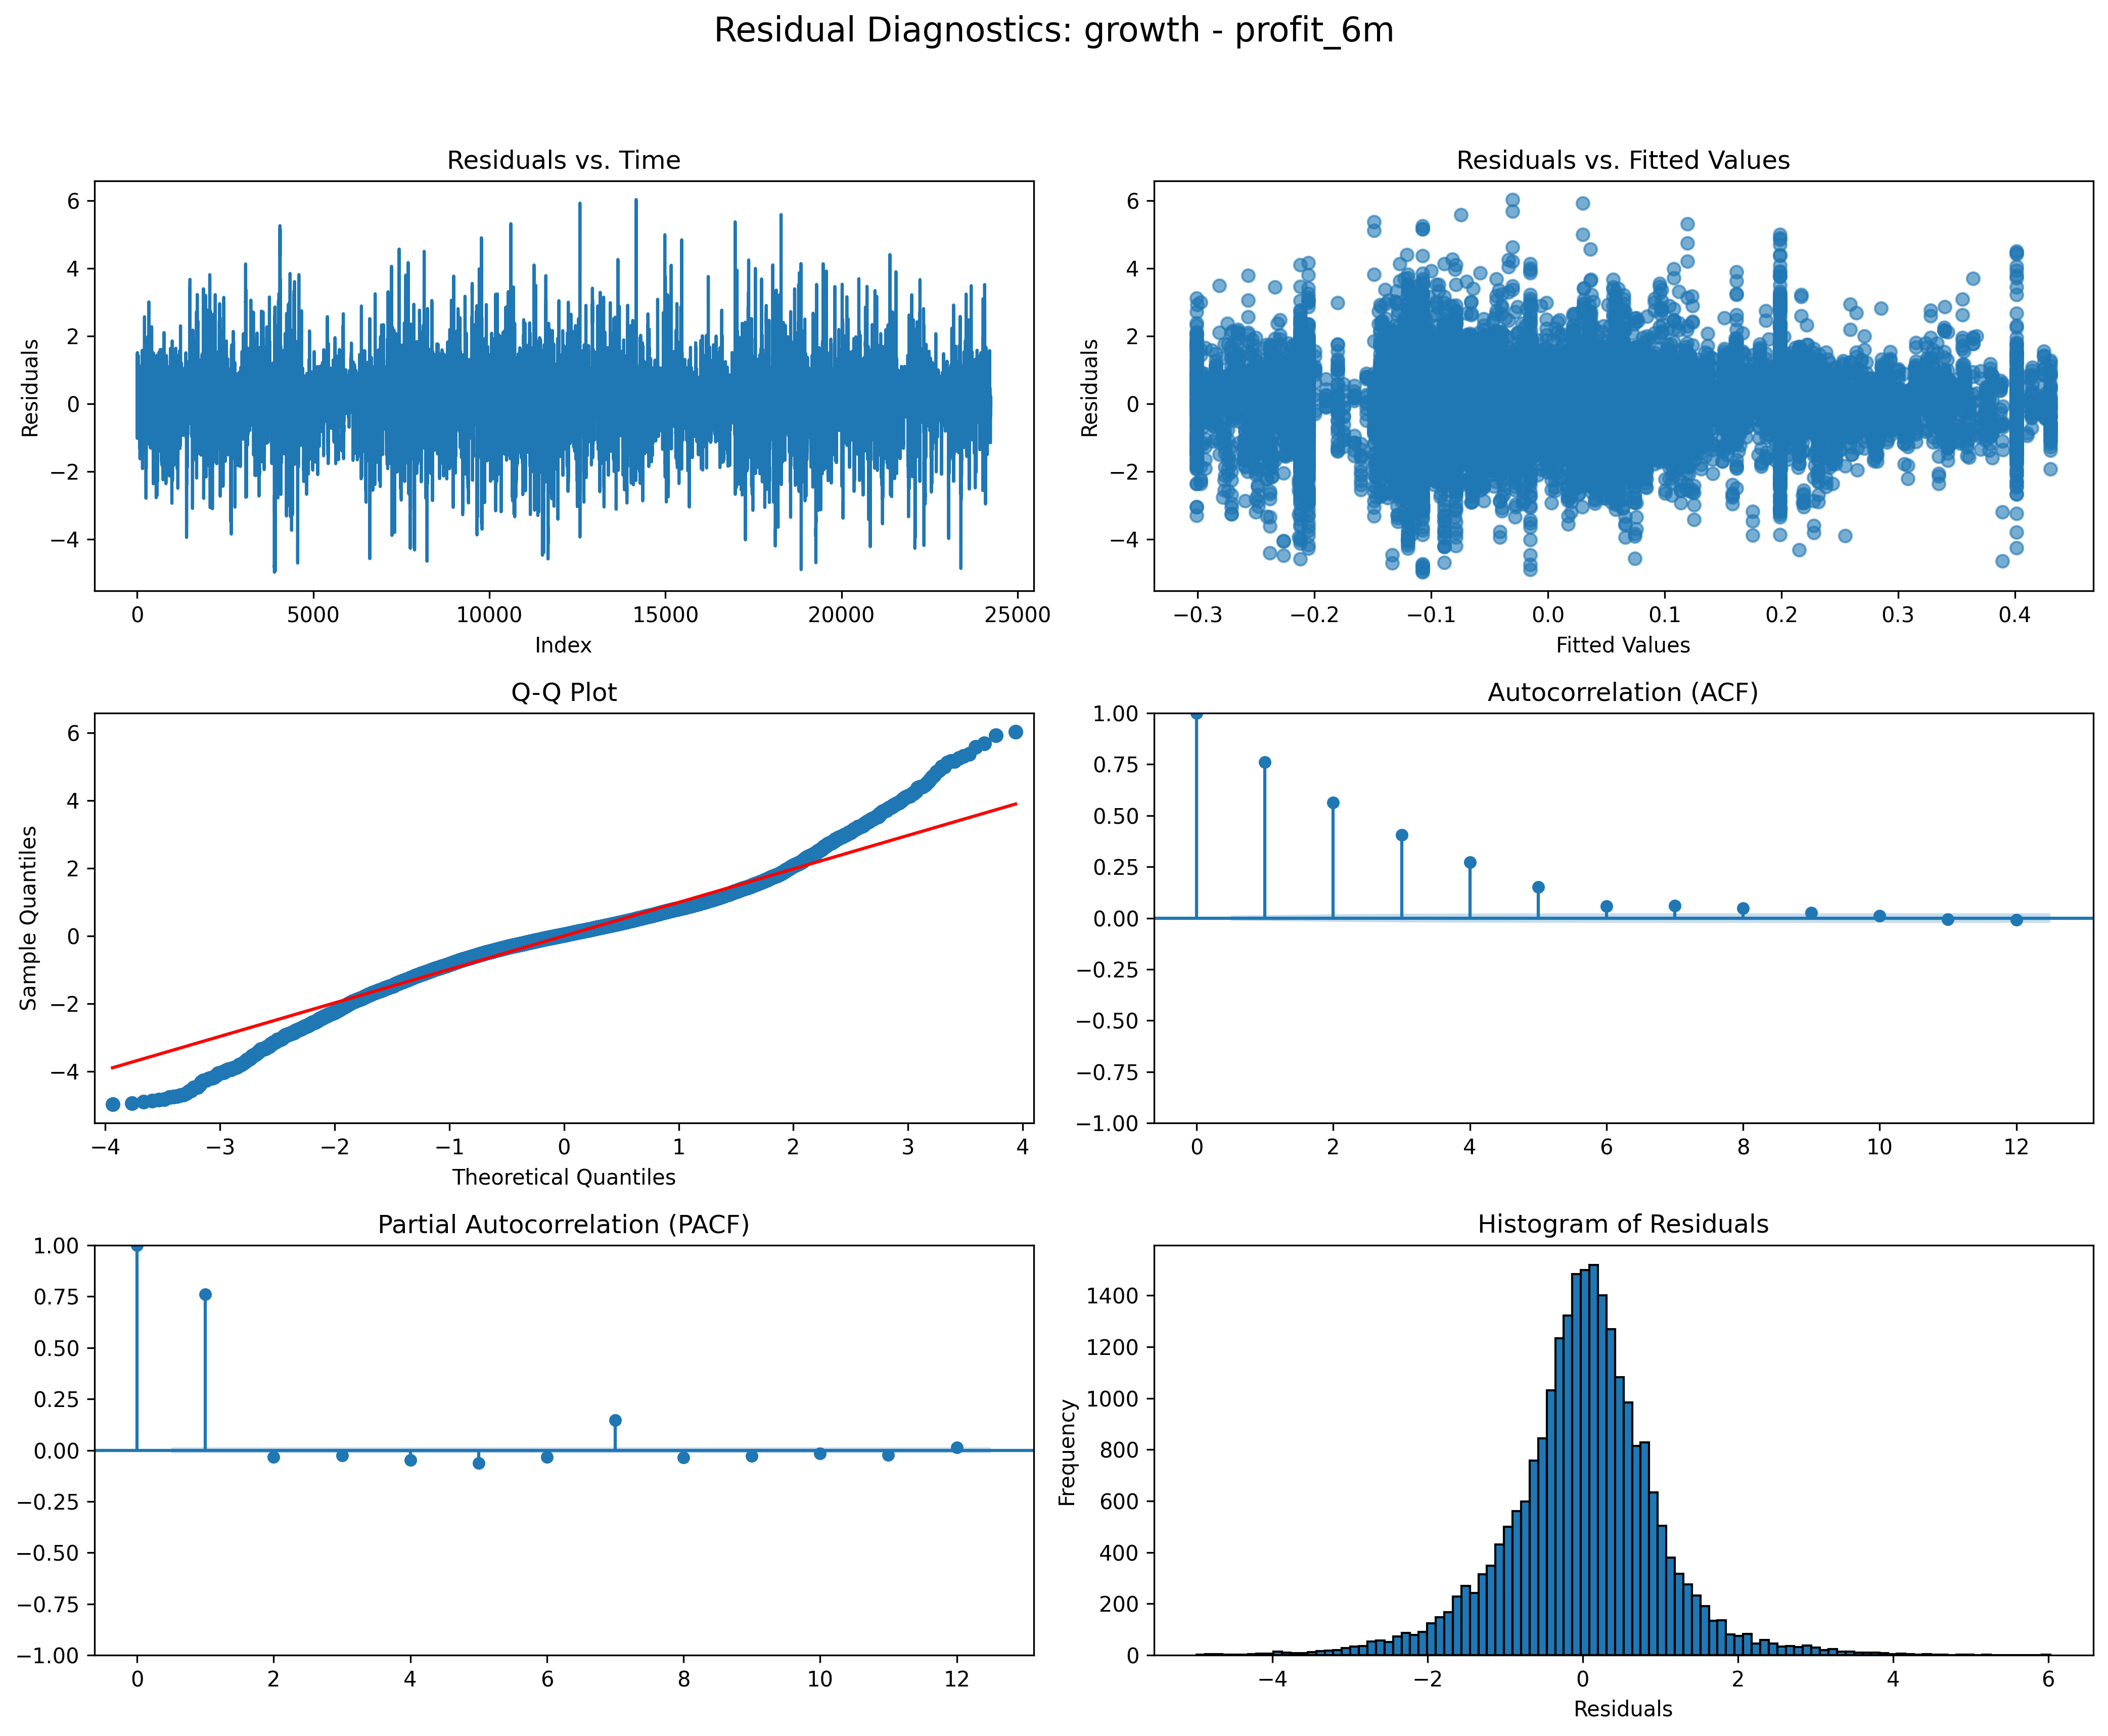 Residual Diagnostics: growth - profit_6m
Residuals vs. Time
Residuals
6
4
2
0
−2
−4
0 5000 10000 15000 20000 25000
Index
Residuals vs. Fitted Values
Residuals
6
4
2
0
−2
−4
−0.3 −0.2 −0.1 0.0 0.1 0.2 0.3 0.4
Fitted Values
Q-Q Plot
Sample Quantiles
6
4
2
0
−2
−4
−4 −3 −2 −1 0 1 2 3 4
Theoretical Quantiles
Autocorrelation (ACF)
1.00
0.75
0.50
0.25
0.00
−0.25
−0.50
−0.75
−1.00
0 2 4 6 8 10 12
Partial Autocorrelation (PACF)
1.00
0.75
0.50
0.25
0.00
−0.25
−0.50
−0.75
−1.00
0 2 4 6 8 10 12
Histogram of Residuals
Frequency
1400
1200
1000
800
600
400
200
0
−4 −2 0 2 4 6
Residuals